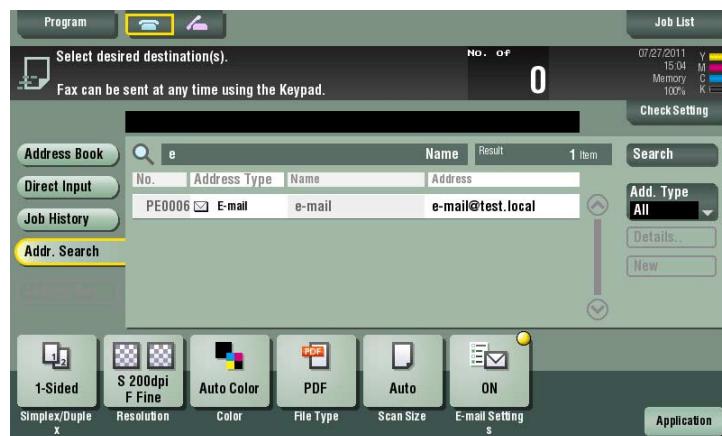 Program
Job List
Select desired destination(s).
Fax can be sent at any time using the Keypad.
No. of
0
07/27/2011
15:04
Memory
100%
Y
M
C
K
Check Setting
Address Book
Direct Input
Job History
Addr. Search
e
Name
Result
1 Item
No.
Address Type
Name
Address
PE0006
E-mail
e-mail
e-mail@test.local
Search
Add. Type
All
Details..
New
1 2
1-Sided
Simplex/Duple
x
S 200dpi
F Fine
Resolution
Auto Color
Color
PDF
PDF
File Type
Auto
Scan Size
ON
E-mail Setting
s
Application